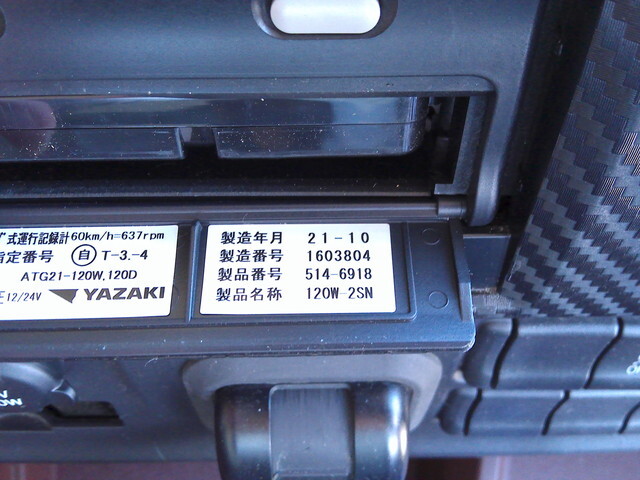 式運行記録計60km/h=637rpm
指定番号 自 T-3.-4
ATG21-120W,120D
12/24V YAZAKI
製造年月 21-10
製造番号 1603804
製品番号 514-6918
製品名称 120W-2SN